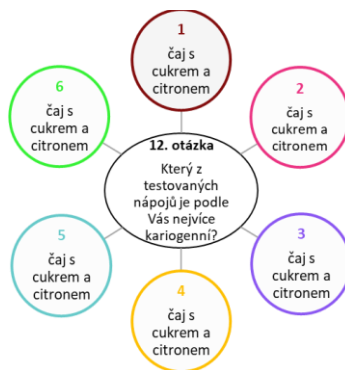 1
čaj s
cukrem a
citronem
2
čaj s
cukrem a
citronem
3
čaj s
cukrem a
citronem
4
čaj s
cukrem a
citronem
5
čaj s
cukrem a
citronem
6
čaj s
cukrem a
citronem
12. otázka
Který z
testovaných
nápojů je podle
Vás nejvíce
kariogenní?